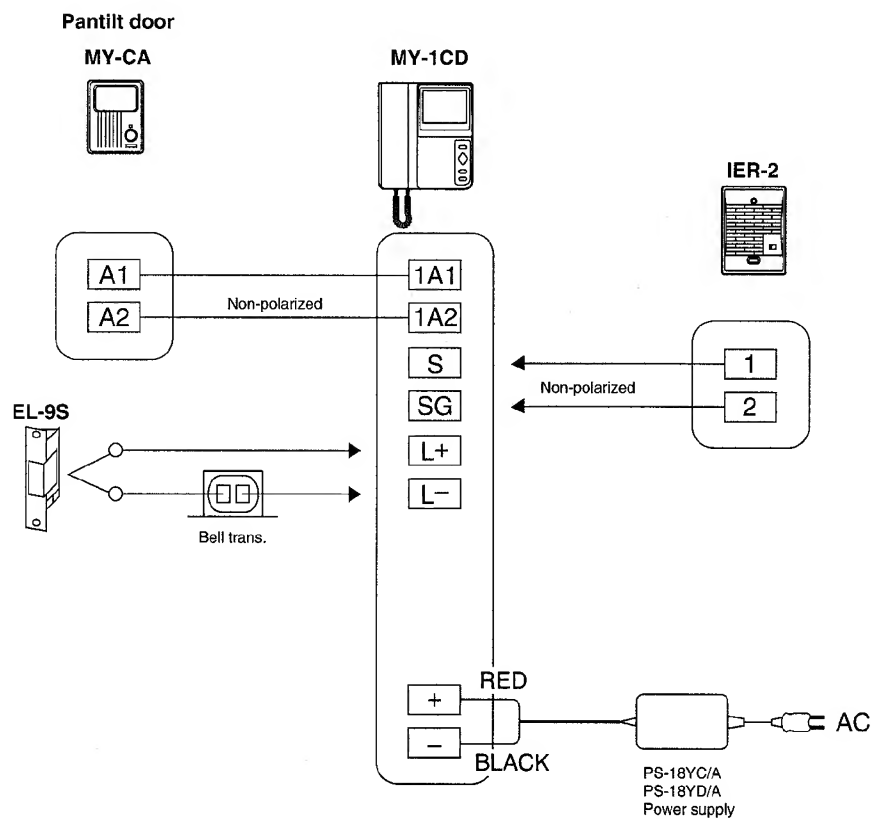 Pantilt door
MY-CA
MY-1CD
IER-2
A1
1A1
A2
Non-polarized
1A2
S
1
Non-polarized
SG
2
EL-9S
L+
L−
Bell trans.
+
RED
−
BLACK
AC
PS-18YC/A
PS-18YD/A
Power supply